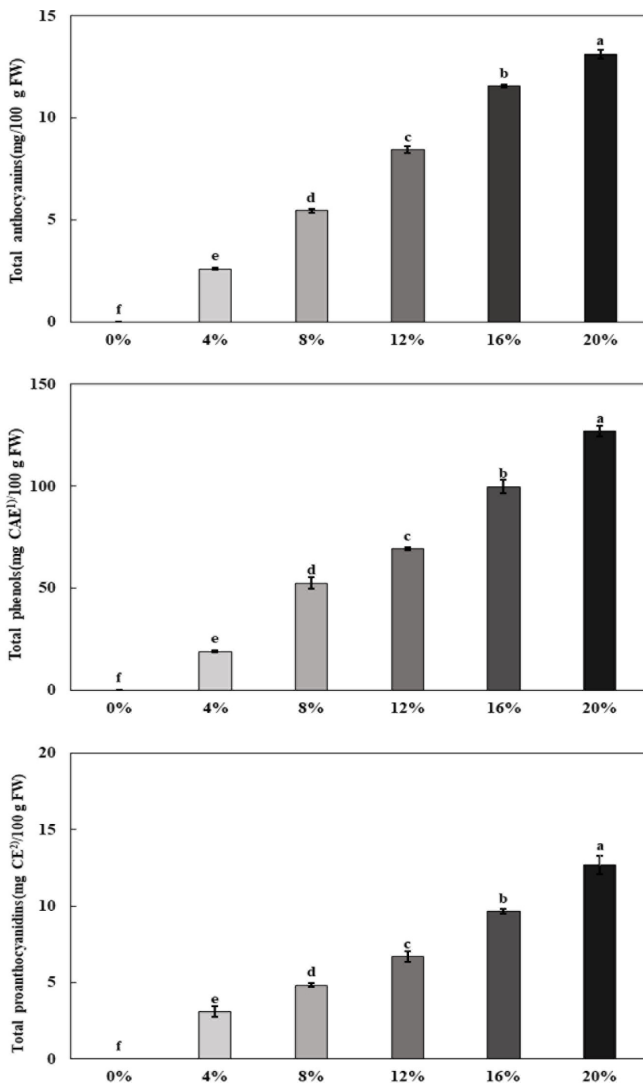 Total anthocyanins(mg/100 g FW)
15
10
5
0
f
e
d
c
b
a
0% 4% 8% 12% 16% 20%
Total phenols(mg CAE¹⁾/100 g FW)
150
100
50
0
f
e
d
c
b
a
0% 4% 8% 12% 16% 20%
Total proanthocyanidins(mg CE²⁾/100 g FW)
20
15
10
5
0
f
e
d
c
b
a
0% 4% 8% 12% 16% 20%